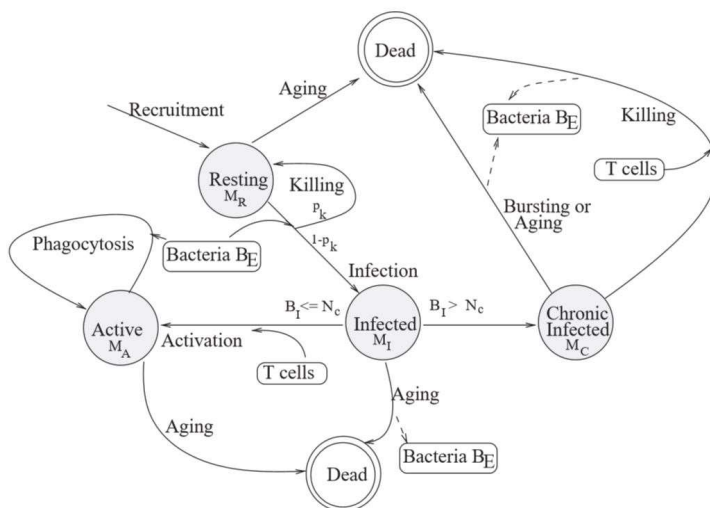 Dead
Aging
Recruitment
Bacteria B_E
Killing
T cells
Resting
M_R
Killing
p_k
1-p_k
Bursting or
Aging
Phagocytosis
Bacteria B_E
Infection
B_I<= N_c
B_I> N_c
Active
M_A
Activation
Infected
M_I
Chronic
Infected
M_C
T cells
Aging
Aging
Bacteria B_E
Dead